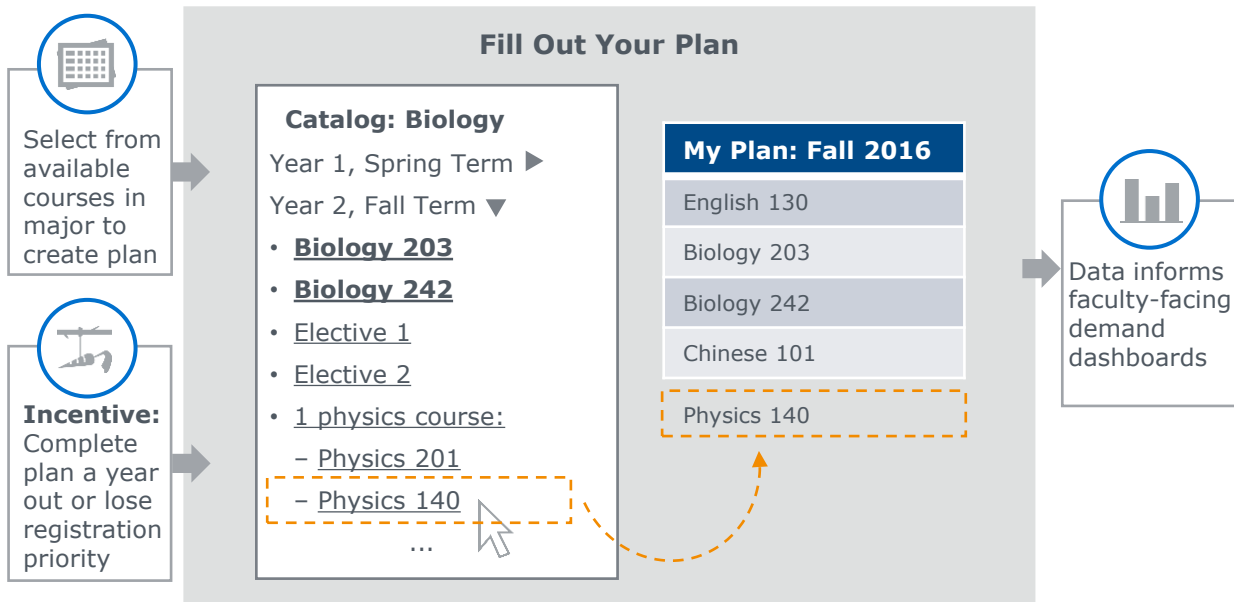 Fill Out Your Plan
Select from
available
courses in
major to
create plan
Incentive:
Complete
plan a year
out or lose
registration
priority
Catalog: Biology
Year 1, Spring Term ▶
Year 2, Fall Term ▼
• Biology 203
• Biology 242
• Elective 1
• Elective 2
• 1 physics course:
– Physics 201
– Physics 140
...
My Plan: Fall 2016
English 130
Biology 203
Biology 242
Chinese 101
Physics 140
Data informs
faculty-facing
demand
dashboards